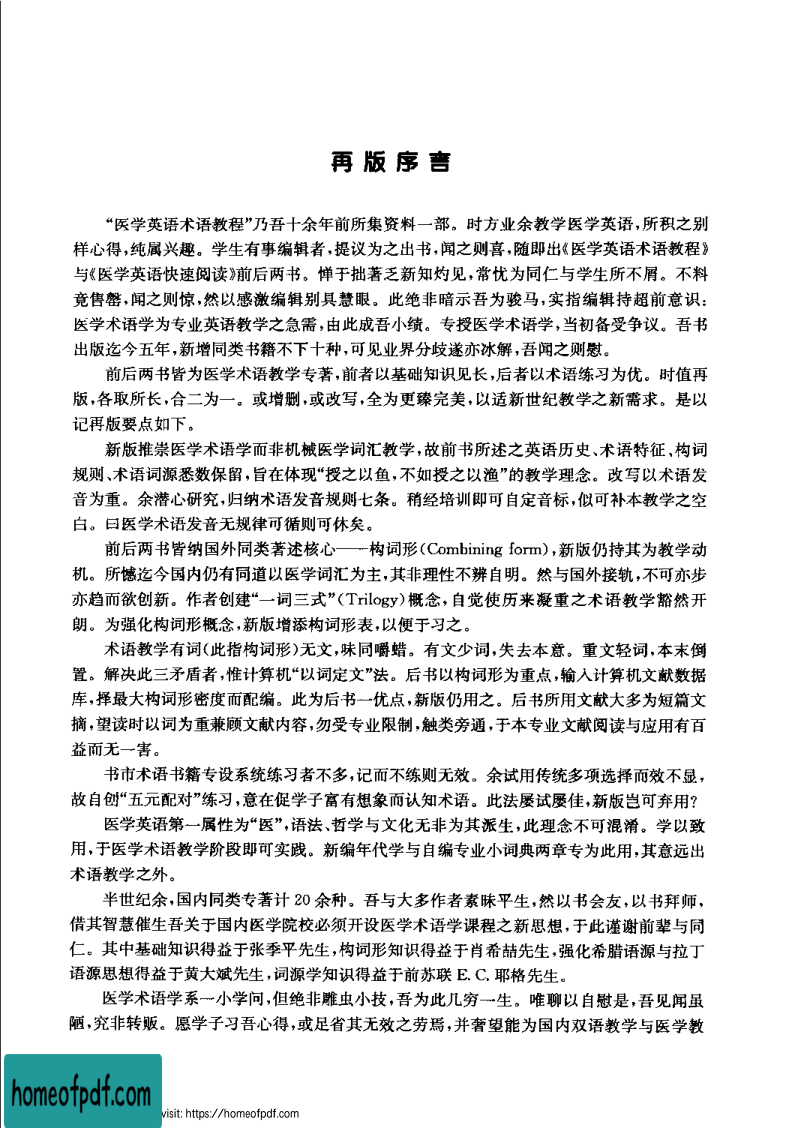 再版序言
“医学英语术语教程”乃吾十余年前所集资料一部。时方业余教学医学英语，所积之别
样心得，纯属兴趣。学生有事编辑者，提议为之出书，闻之则喜，随即出《医学英语术语教程》
与《医学英语快速阅读》前后两书。惮于拙著乏新知灼见，常忧为同仁与学生所不屑。不料
竟售罄，闻之则惊，然以感激编辑别具慧眼。此绝非暗示吾为骏马，实指编辑持超前意识：
医学术语学为专业英语教学之急需，由此成吾小绩。专授医学术语学，当初备受争议。吾书
出版迄今五年，新增同类书籍不下十种，可见业界分歧遂亦冰解，吾闻之则慰。
前后两书皆为医学术语教学专著，前者以基础知识见长，后者以术语练习为优。时值再
版，各取所长，合二为一。或增删，或改写，全为更臻完美，以适新世纪教学之新需求。是以
记再版要点如下。
新版推崇医学术语学而非机械医学词汇教学，故前书所述之英语历史、术语特征、构词
规则、术语词源悉数保留，旨在体现“授之以鱼，不如授之以渔”的教学理念。改写以术语发
音为重。余潜心研究，归纳术语发音规则七条。稍经培训即可自定音标，似可补本教学之空
白。曰医学术语发音无规律可循则可休矣。
前后两书皆纳国外同类著述核心——构词形(Combining form)，新版仍持其为教学动
机。所憾迄今国内仍有同道以医学词汇为主，其非理性不辨自明。然与国外接轨，不可亦步
亦趋而欲创新。作者创建“一词三式”(Trilogy)概念，自觉使历来凝重之术语教学豁然开
朗。为强化构词形概念，新版增添构词形表，以便于习之。
术语教学有词(此指构词形)无文，味同嚼蜡。有文少词，失去本意。重文轻词，本末倒
置。解决此三矛盾者，惟计算机“以词定文”法。后书以构词形为重点，输入计算机文献数据
库，择最大构词形密度而配编。此为后书一优点，新版仍用之。后书所用文献大多为短篇文
摘，望读时以词为重兼顾文献内容，勿受专业限制，触类旁通，于本专业文献阅读与应用有百
益而无一害。
书市术语书籍专设系统练习者不多，记而不练则无效。余试用传统多项选择而效不显，
故自创“五元配对”练习，意在促学子富有想象而认知术语。此法屡试屡佳，新版岂可弃用?
医学英语第一属性为“医”，语法、哲学与文化无非为其派生，此理念不可混淆。学以致
用，于医学术语教学阶段即可实践。新编年代学与自编专业小词典两章专为此用，其意远出
术语教学之外。
半世纪余，国内同类专著计 20 余种。吾与大多作者素昧平生，然以书会友，以书拜师，
借其智慧催生吾关于国内医学院校必须开设医学术语学课程之新思想，于此谨谢前辈与同
仁。其中基础知识得益于张季平先生，构词形知识得益于肖希喆先生，强化希腊语源与拉丁
语源思想得益于黄大斌先生，词源学知识得益于前苏联 E. C. 耶格先生。
医学术语学系一小学问，但绝非雕虫小技，吾为此几穷一生。唯聊以自慰是，吾见闻虽
陋，究非转贩。愿学子习吾心得，或足省其无效之劳焉，并奢望能为国内双语教学与医学教
homeofpdf.com
visit: https://homeofpdf.com